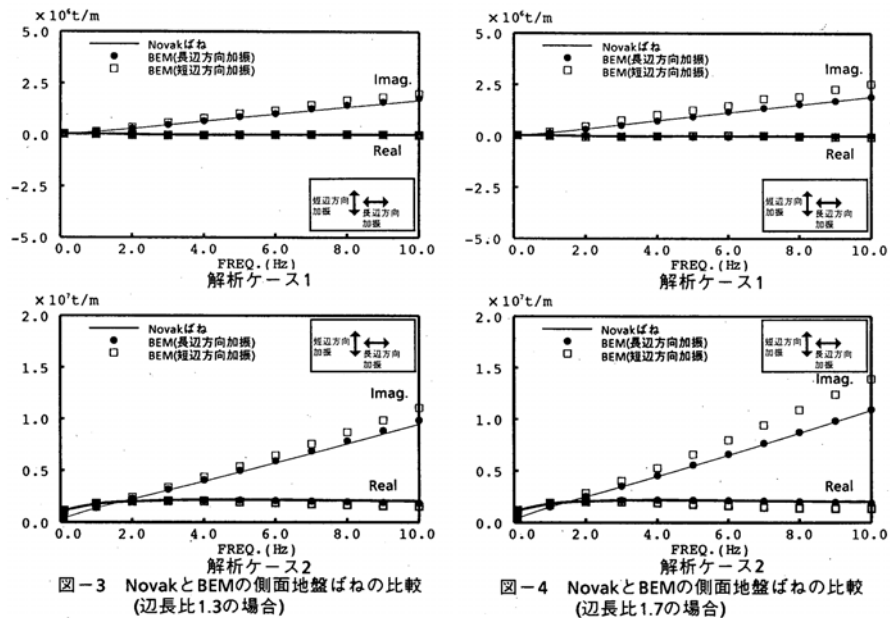 ×10⁶t/m
5.0
2.5
0.0
−2.5
−5.0
Novakばね
BEM(長辺方向加振)
BEM(短辺方向加振)
Imag.
Real
短辺方向
加振
長辺方向
加振
0.0 2.0 4.0 6.0 8.0 10.0
FREQ.(Hz)
解析ケース1
×10⁶t/m
5.0
2.5
0.0
−2.5
−5.0
Novakばね
BEM(長辺方向加振)
BEM(短辺方向加振)
Imag.
Real
短辺方向
加振
長辺方向
加振
0.0 2.0 4.0 6.0 8.0 10.0
FREQ.(Hz)
解析ケース1
×10⁷t/m
2.0
1.5
1.0
0.5
0.0
Novakばね
BEM(長辺方向加振)
BEM(短辺方向加振)
短辺方向
加振
長辺方向
加振
Imag.
Real
0.0 2.0 4.0 6.0 8.0 10.0
FREQ.(Hz)
解析ケース2
図−3 NovakとBEMの側面地盤ばねの比較
(辺長比1.3の場合)
×10⁷t/m
2.0
1.5
1.0
0.5
0.0
Novakばね
BEM(長辺方向加振)
BEM(短辺方向加振)
短辺方向
加振
長辺方向
加振
Imag.
Real
0.0 2.0 4.0 6.0 8.0 10.0
FREQ.(Hz)
解析ケース2
図−4 NovakとBEMの側面地盤ばねの比較
(辺長比1.7の場合)